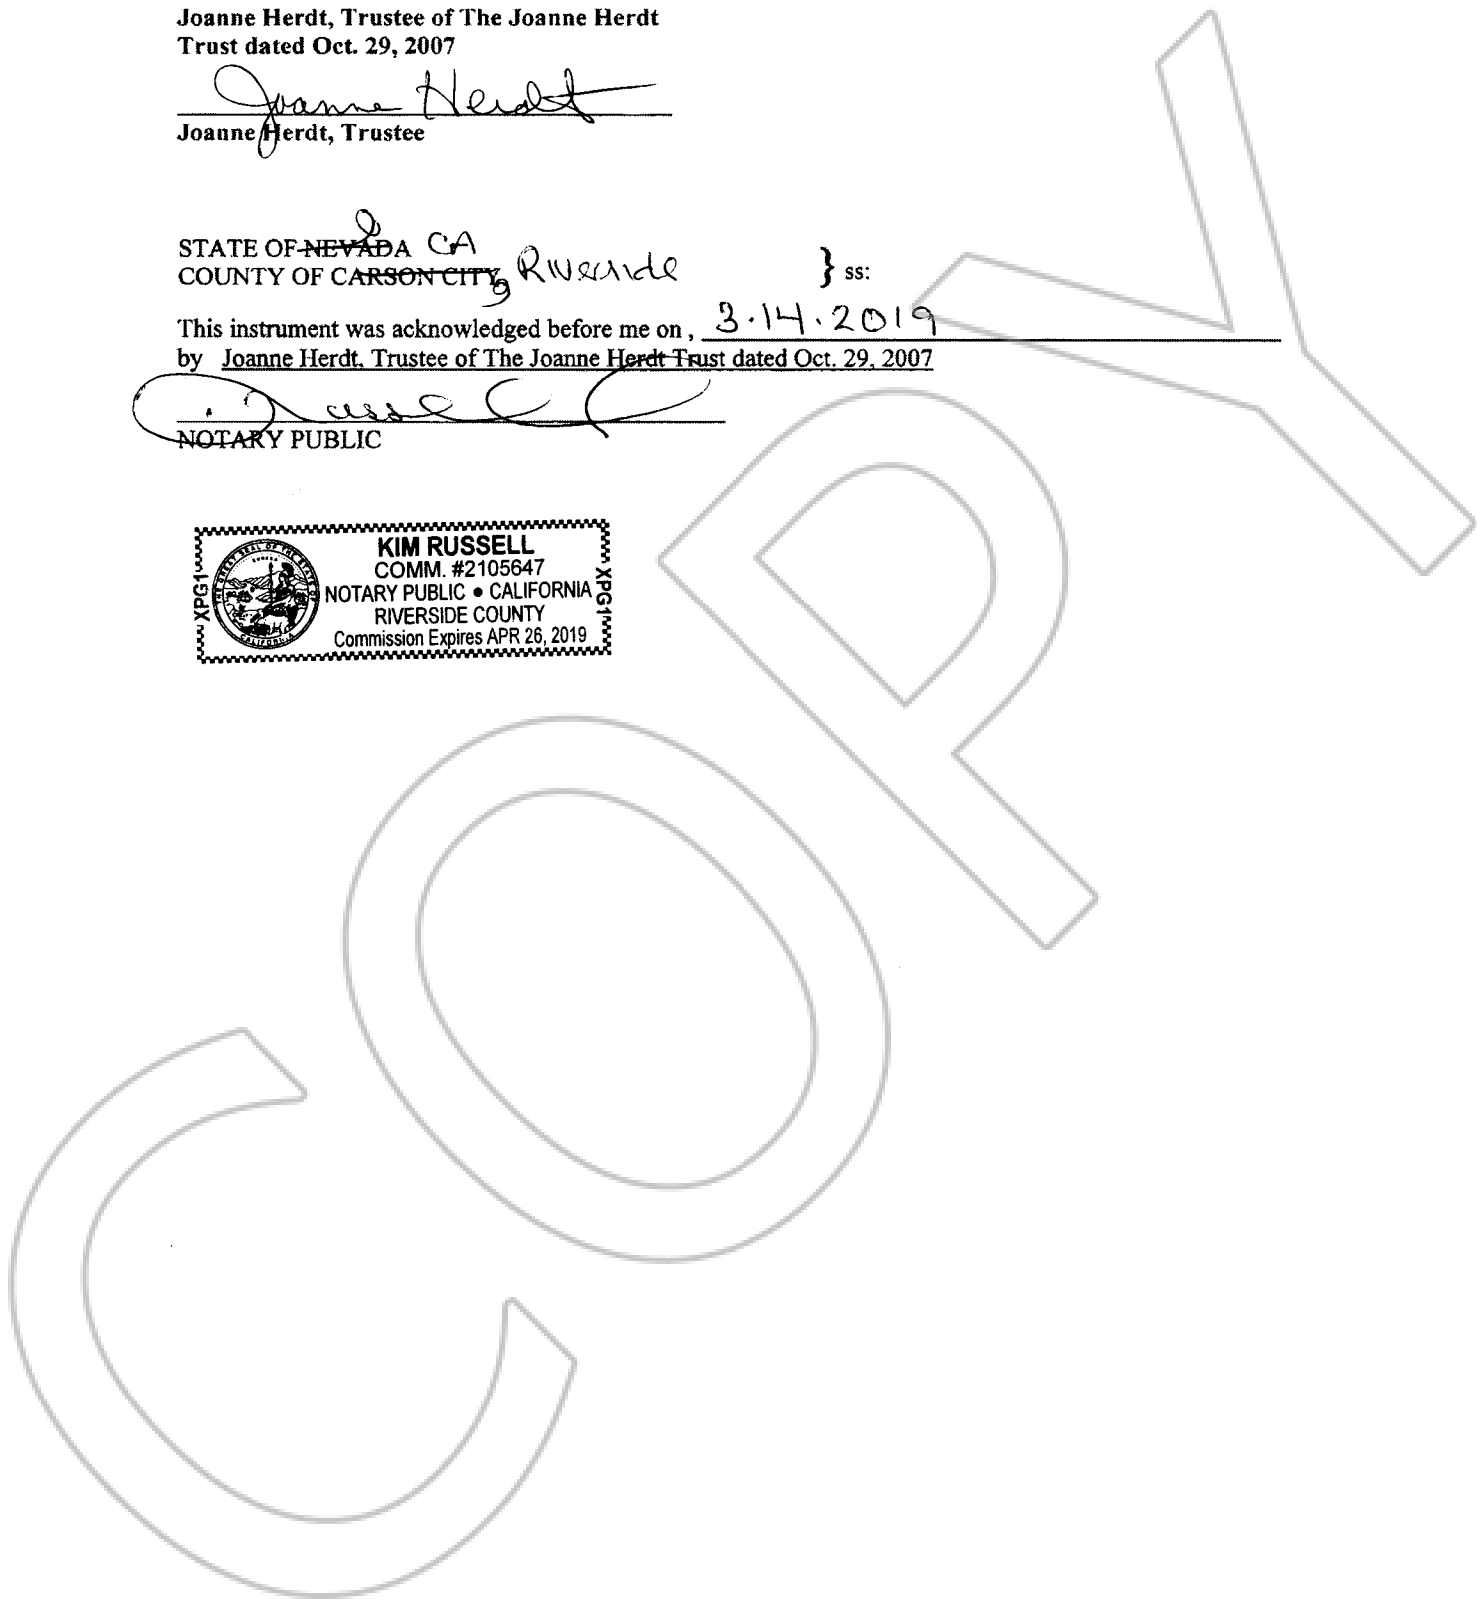 Joanne Herdt, Trustee of The Joanne Herdt
Trust dated Oct. 29, 2007
Joanne Herdt
Joanne Herdt, Trustee
STATE OF NEVADA CA
COUNTY OF CARSON CITY, Riverside } ss:
This instrument was acknowledged before me on , 3.14.2019
by Joanne Herdt, Trustee of The Joanne Herdt Trust dated Oct. 29, 2007
NOTARY PUBLIC
KIM RUSSELL
COMM. #2105647
NOTARY PUBLIC • CALIFORNIA
RIVERSIDE COUNTY
Commission Expires APR 26, 2019
XPG1
XPG1
COPY